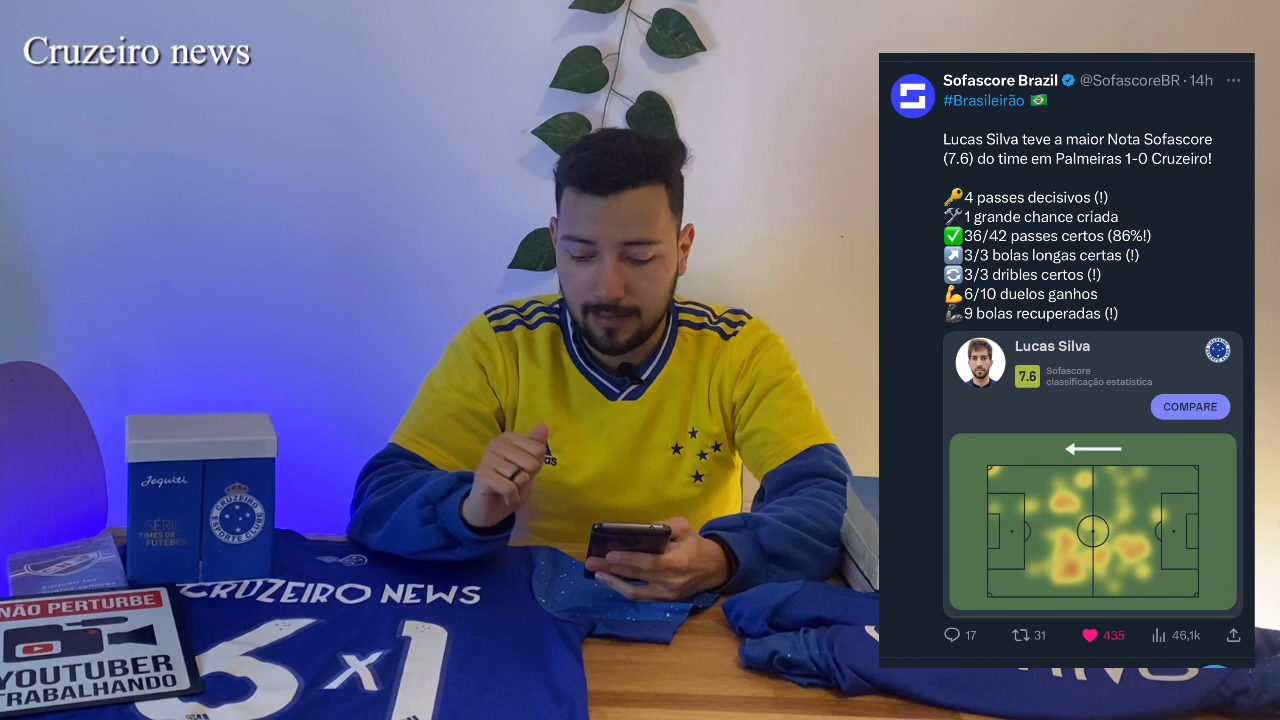 Cruzeiro news
Sofascore Brazil @SofascoreBR · 14h
#Brasileirão 🇧🇷
Lucas Silva teve a maior Nota Sofascore
(7.6) do time em Palmeiras 1-0 Cruzeiro!
🔑4 passes decisivos (!)
🛠️1 grande chance criada
✅36/42 passes certos (86%!)
↗️3/3 bolas longas certas (!)
🔄3/3 dribles certos (!)
💪6/10 duelos ganhos
🦾9 bolas recuperadas (!)
Lucas Silva
7.6 Sofascore
classificação estatística
COMPARE
17 31 435 46,1k
Jequiti
SÉRIE
TIMES DE
FUTEBOL
CRUZEIRO
ESPORTE CLUBE
CRUZEIRO NEWS
6x1
NÃO PERTURBE
YOUTUBER
TRABALHANDO